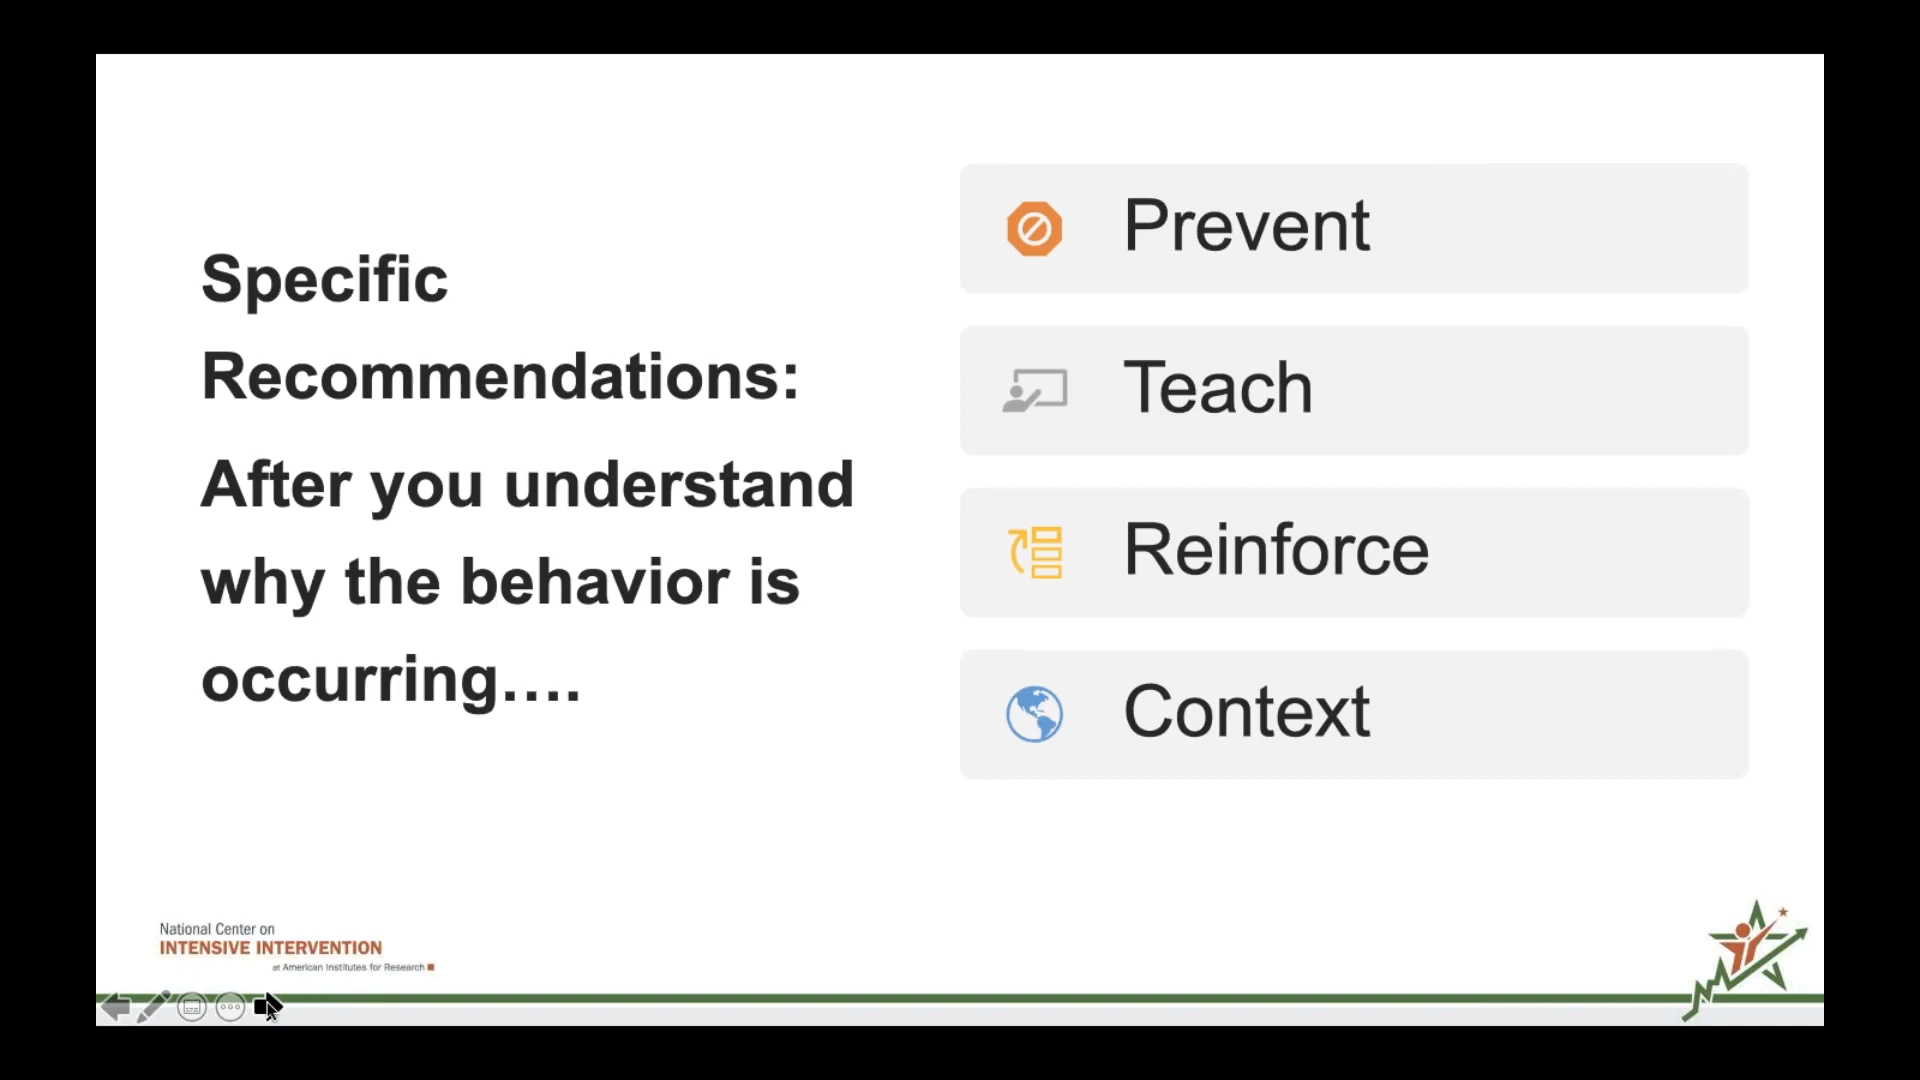 Specific
Recommendations:
After you understand
why the behavior is
occurring….
Prevent
Teach
Reinforce
Context
National Center on
INTENSIVE INTERVENTION
at American Institutes for Research